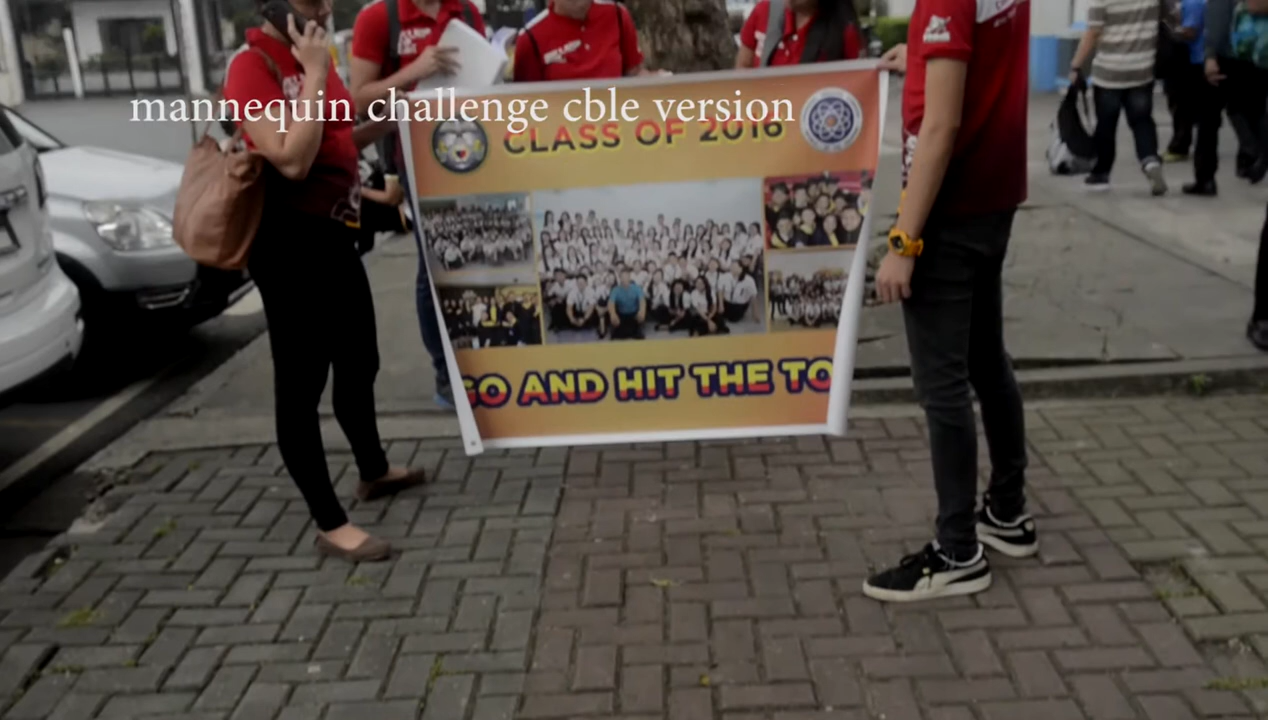 mannequin challenge cble version
CLASS OF 2016
GO AND HIT THE TO